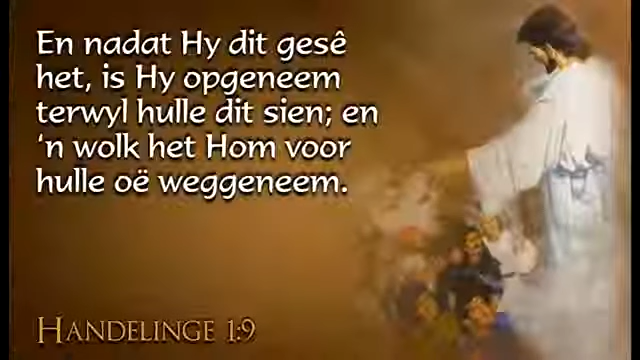 En nadat Hy dit gesê
het, is Hy opgeneem
terwyl hulle dit sien; en
‘n wolk het Hom voor
hulle oë weggeneem.
HANDELINGE 1:9